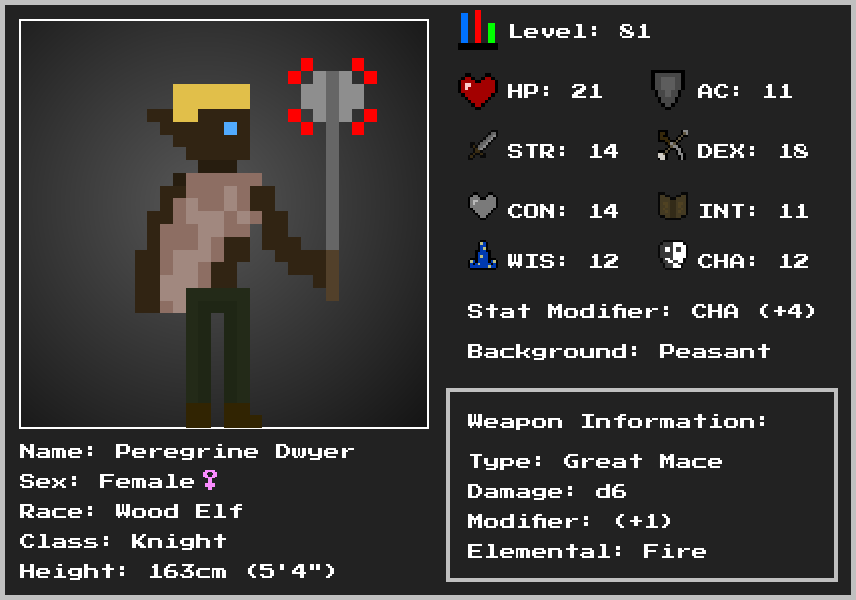 Level: 81
HP: 21 AC: 11
STR: 14 DEX: 18
CON: 14 INT: 11
WIS: 12 CHA: 12
Stat Modifier: CHA (+4)
Background: Peasant
Weapon Information:
Type: Great Mace
Damage: d6
Modifier: (+1)
Elemental: Fire
Name: Peregrine Dwyer
Sex: Female♀
Race: Wood Elf
Class: Knight
Height: 163cm (5'4")